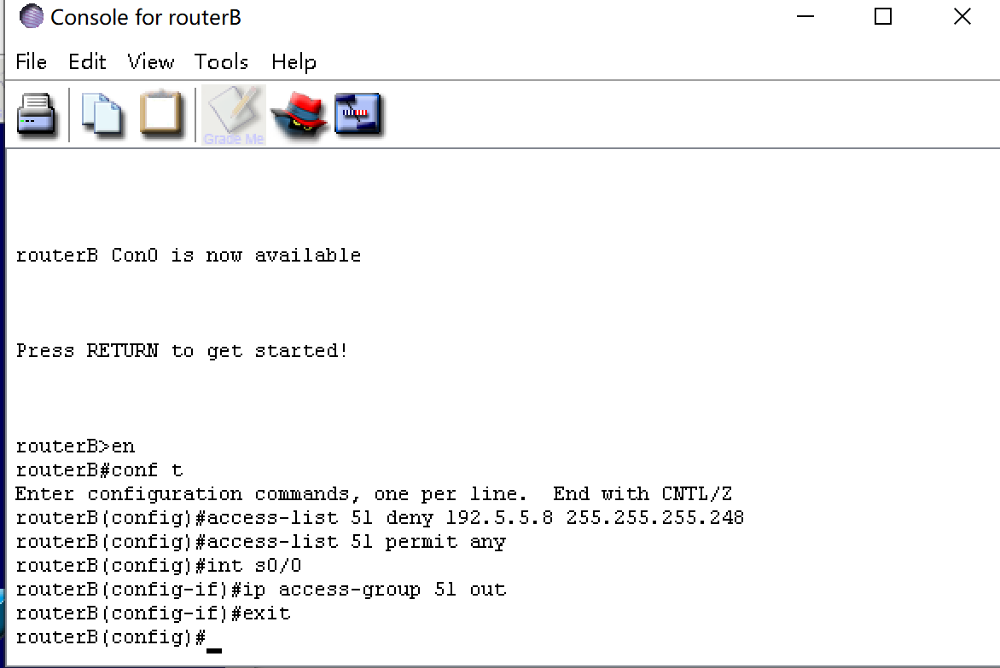 Console for routerB
File Edit View Tools Help
Grade Me
routerB Con0 is now available
Press RETURN to get started!
routerB>en
routerB#conf t
Enter configuration commands, one per line.  End with CNTL/Z
routerB(config)#access-list 51 deny 192.5.5.8 255.255.255.248
routerB(config)#access-list 51 permit any
routerB(config)#int s0/0
routerB(config-if)#ip access-group 51 out
routerB(config-if)#exit
routerB(config)#